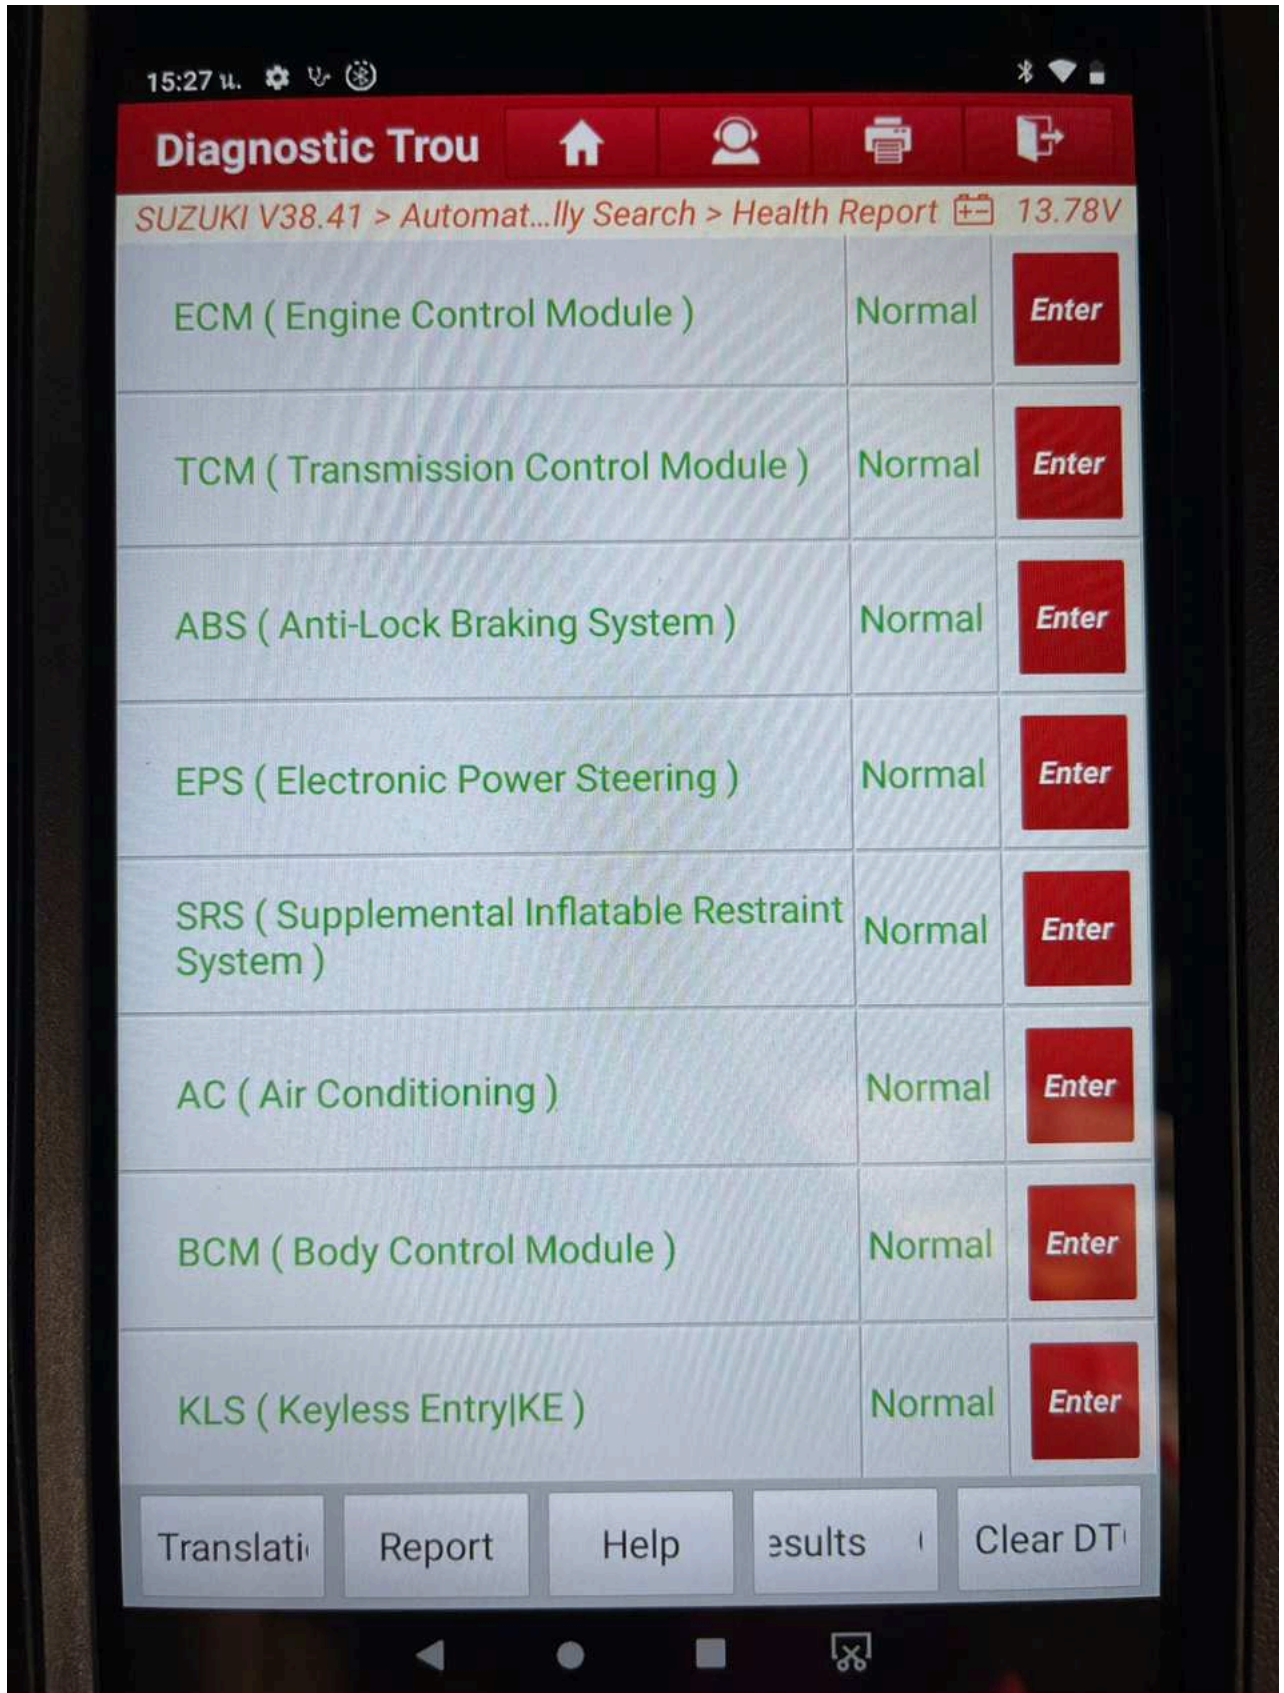 15:27 น.
Diagnostic Trou
SUZUKI V38.41 > Automat...lly Search > Health Report 13.78V
ECM ( Engine Control Module ) Normal Enter
TCM ( Transmission Control Module ) Normal Enter
ABS ( Anti-Lock Braking System ) Normal Enter
EPS ( Electronic Power Steering ) Normal Enter
SRS ( Supplemental Inflatable Restraint
System ) Normal Enter
AC ( Air Conditioning ) Normal Enter
BCM ( Body Control Module ) Normal Enter
KLS ( Keyless Entry|KE ) Normal Enter
Translati Report Help esults Clear DT